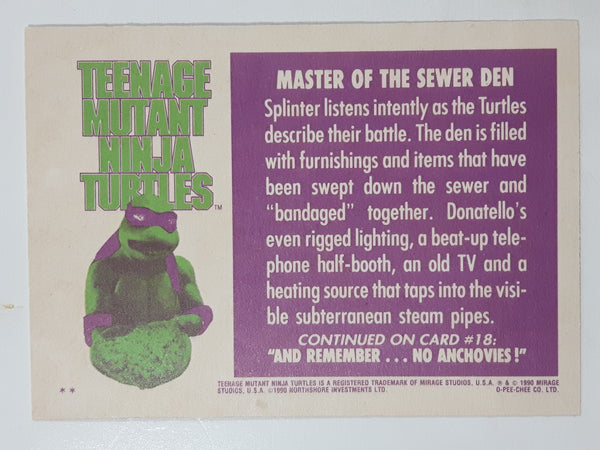 TEENAGE
MUTANT
NINJA
TURTLES™
MASTER OF THE SEWER DEN
Splinter listens intently as the Turtles
describe their battle. The den is filled
with furnishings and items that have
been swept down the sewer and
"bandaged" together. Donatello's
even rigged lighting, a beat-up tele-
phone half-booth, an old TV and a
heating source that taps into the visi-
ble subterranean steam pipes.
CONTINUED ON CARD #18:
"AND REMEMBER . . . NO ANCHOVIES!"
* *
TEENAGE MUTANT NINJA TURTLES IS A REGISTERED TRADEMARK OF MIRAGE STUDIOS, U.S.A. ® & © 1990 MIRAGE
STUDIOS, U.S.A. ©1990 NORTHSHORE INVESTMENTS LTD. O-PEE-CHEE CO. LTD.